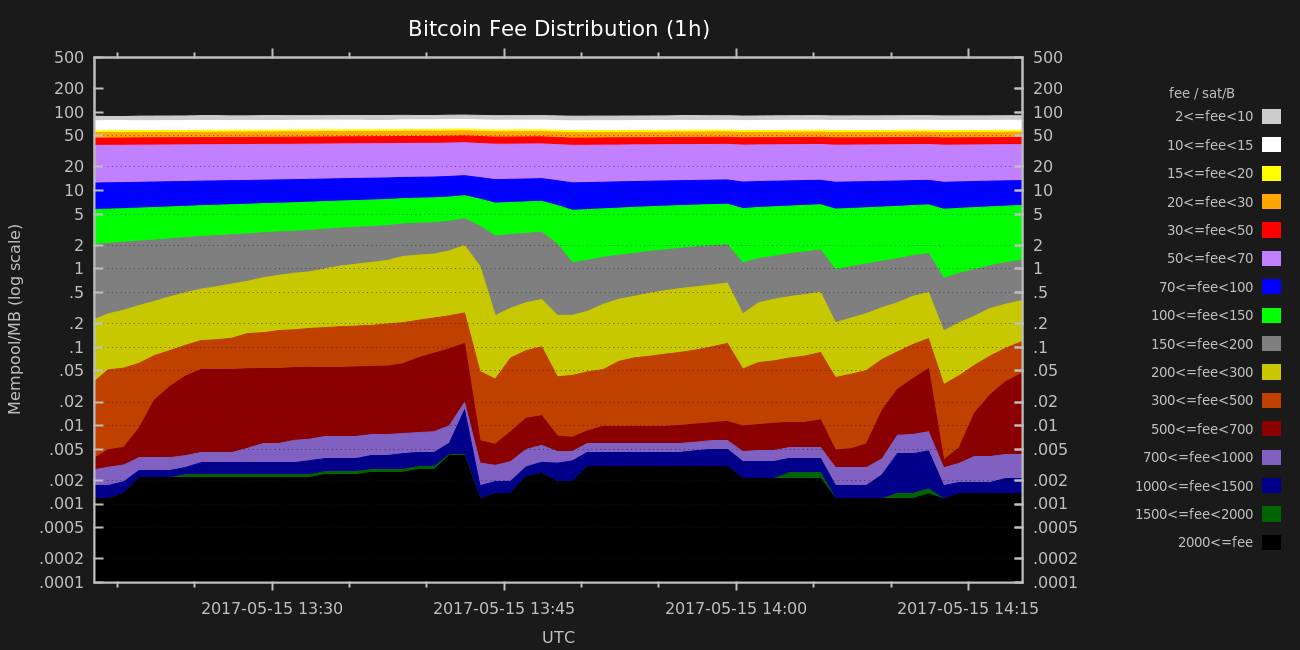 Bitcoin Fee Distribution (1h)
500
200
100
50
20
10
5
2
1
.5
.2
.1
.05
.02
.01
.005
.002
.001
.0005
.0002
.0001
Mempool/MB (log scale)
500
200
100
50
20
10
5
2
1
.5
.2
.1
.05
.02
.01
.005
.002
.001
.0005
.0002
.0001
2017-05-15 13:30
2017-05-15 13:45
2017-05-15 14:00
2017-05-15 14:15
UTC
fee / sat/B
2<=fee<10
10<=fee<15
15<=fee<20
20<=fee<30
30<=fee<50
50<=fee<70
70<=fee<100
100<=fee<150
150<=fee<200
200<=fee<300
300<=fee<500
500<=fee<700
700<=fee<1000
1000<=fee<1500
1500<=fee<2000
2000<=fee